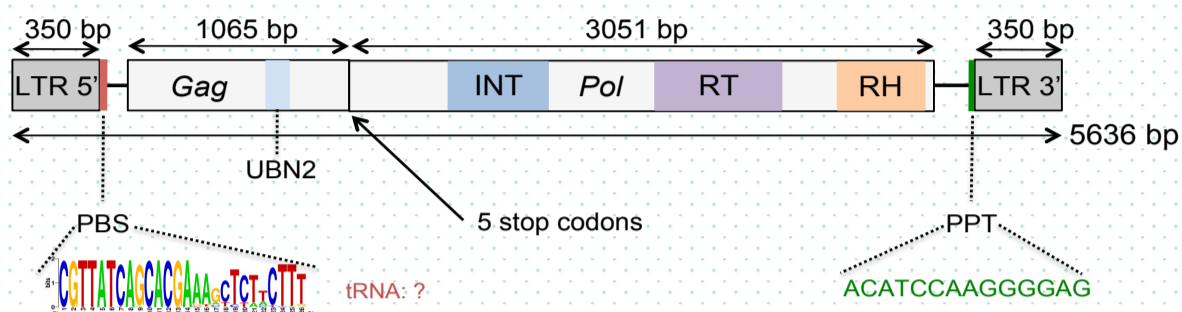 350 bp 1065 bp 3051 bp 350 bp
LTR 5' Gag INT Pol RT RH LTR 3'
5636 bp
UBN2
5 stop codons
PBS PPT
CGTTATCAGCACGAAAGCTCTTCTTT tRNA: ? ACATCCAAGGGGAG